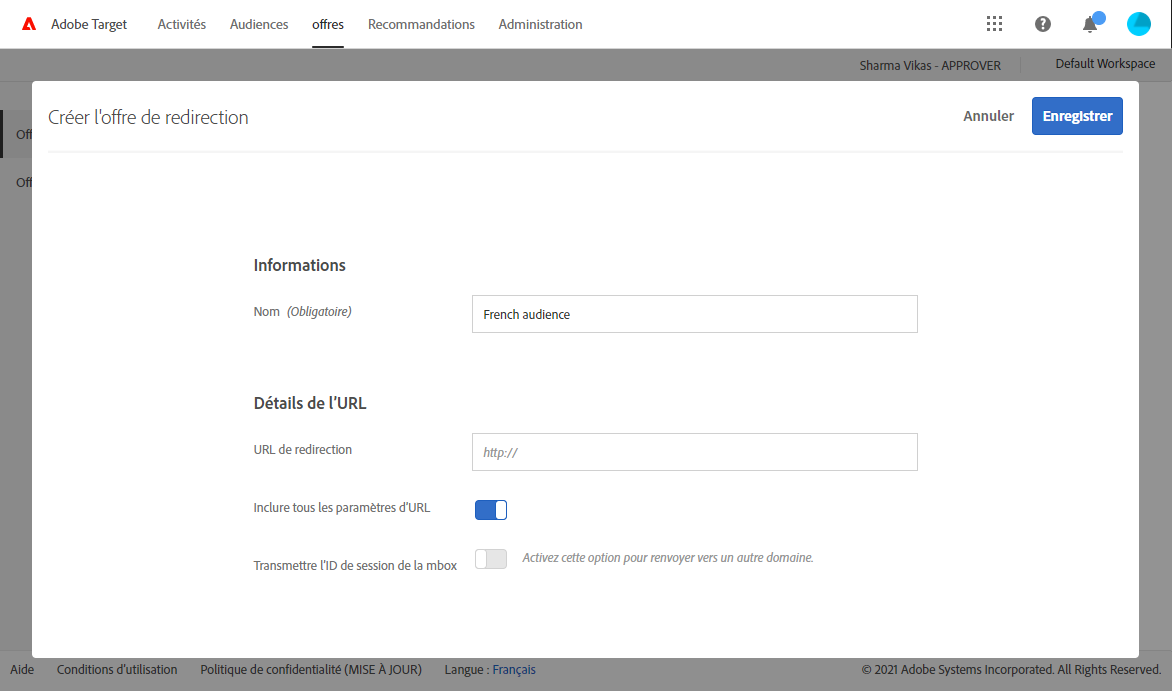 Adobe Target Activités Audiences offres Recommandations Administration
Sharma Vikas - APPROVER Default Workspace
Créer l'offre de redirection Annuler Enregistrer
Off
Off
Informations
Nom (Obligatoire) French audience
Détails de l'URL
URL de redirection http://
Inclure tous les paramètres d'URL
Transmettre l'ID de session de la mbox Activez cette option pour renvoyer vers un autre domaine.
Aide Conditions d'utilisation Politique de confidentialité (MISE À JOUR) Langue : Français © 2021 Adobe Systems Incorporated. All Rights Reserved.